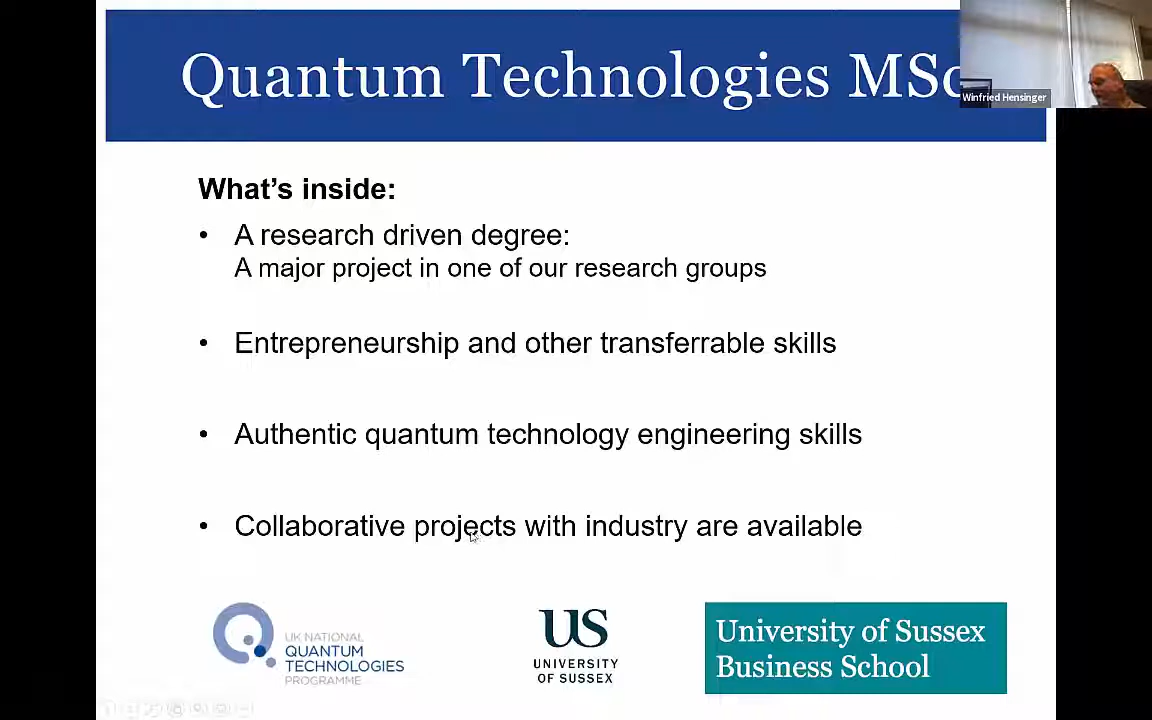 Quantum Technologies MSc
Winfried Hensinger
What's inside:
• A research driven degree:
A major project in one of our research groups
• Entrepreneurship and other transferrable skills
• Authentic quantum technology engineering skills
• Collaborative projects with industry are available
UK NATIONAL
QUANTUM
TECHNOLOGIES
PROGRAMME
US
UNIVERSITY
OF SUSSEX
University of Sussex
Business School